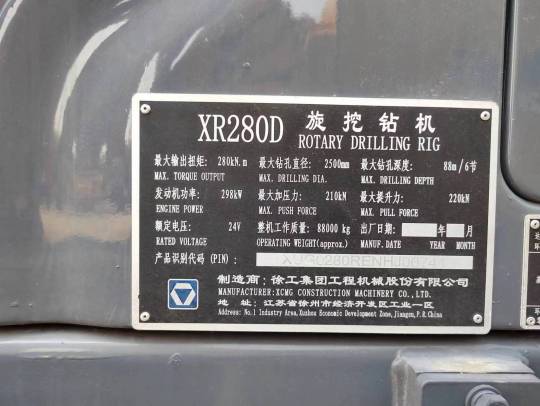 XR280D 旋挖钻机
ROTARY DRILLING RIG
最大输出扭矩: 280kN.m 最大钻孔直径: 2500mm 最大钻孔深度: 88m/6节
MAX. TORQUE OUTPUT MAX. DRILLING DIA. MAX. DRILLING DEPTH
发动机功率: 298kW 最大加压力: 210kN 最大提升力: 220kN
ENGINE POWER MAX. PUSH FORCE MAX. PULL FORCE
额定电压: 24V 整机工作质量: 88000 kg 出厂日期: 年 月
RATED VOLTAGE OPERATING WEIGHT(approx.) MANUF. DATE YEAR MONTH
产品识别代码 (PIN):
制造商: 徐工集团工程机械股份有限公司
MANUFACTURER:XCMG CONSTRUCTION MACHINERY CO., LTD.
地 址: 江苏省徐州市经济开发区工业一区
Address: No.1 Industry Area, Xuzhou Economic Development Zone, Jiangsu, P.R.China